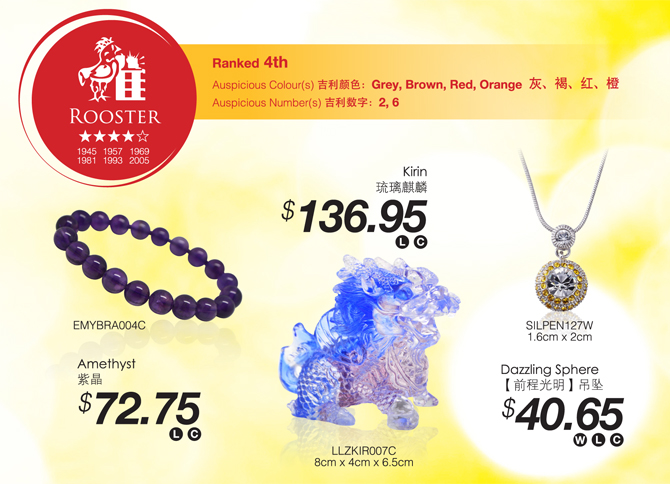 ROOSTER
★★★★☆
1945 1957 1969
1981 1993 2005
Ranked 4th
Auspicious Colour(s) 吉利颜色: Grey, Brown, Red, Orange 灰、褐、红、橙
Auspicious Number(s) 吉利数字: 2, 6
EMYBRA004C
Amethyst
紫晶
$72.75
L C
Kirin
琉璃麒麟
$136.95
L C
LLZKIR007C
8cm x 4cm x 6.5cm
SILPEN127W
1.6cm x 2cm
Dazzling Sphere
【前程光明】吊坠
$40.65
W L C